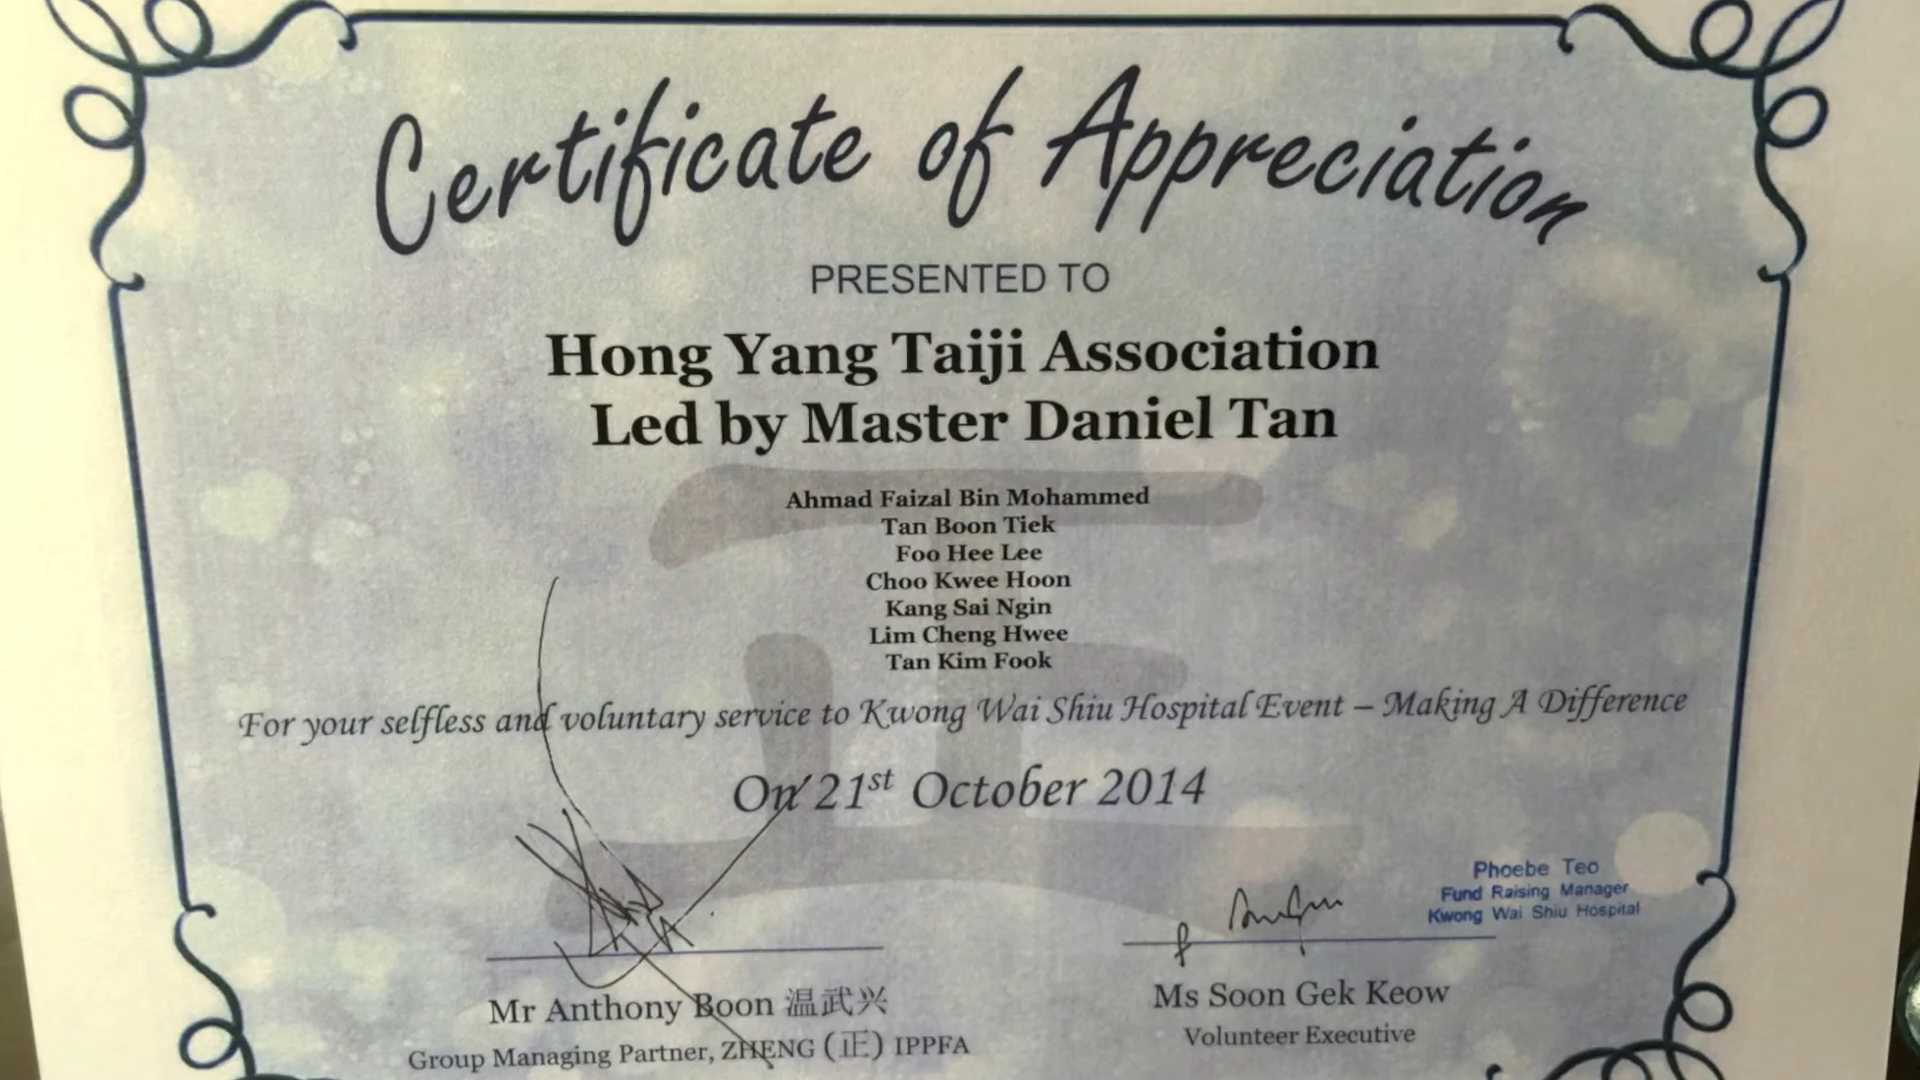 Certificate of Appreciation
PRESENTED TO
Hong Yang Taiji Association
Led by Master Daniel Tan
Ahmad Faizal Bin Mohammed
Tan Boon Tiek
Foo Hee Lee
Choo Kwee Hoon
Kang Sai Ngin
Lim Cheng Hwee
Tan Kim Fook
For your selfless and voluntary service to Kwong Wai Shiu Hospital Event – Making A Difference
On 21st October 2014
Phoebe Teo
Fund Raising Manager
Kwong Wai Shiu Hospital
Mr Anthony Boon 温武兴
Group Managing Partner, ZHENG (正) IPPFA
Ms Soon Gek Keow
Volunteer Executive